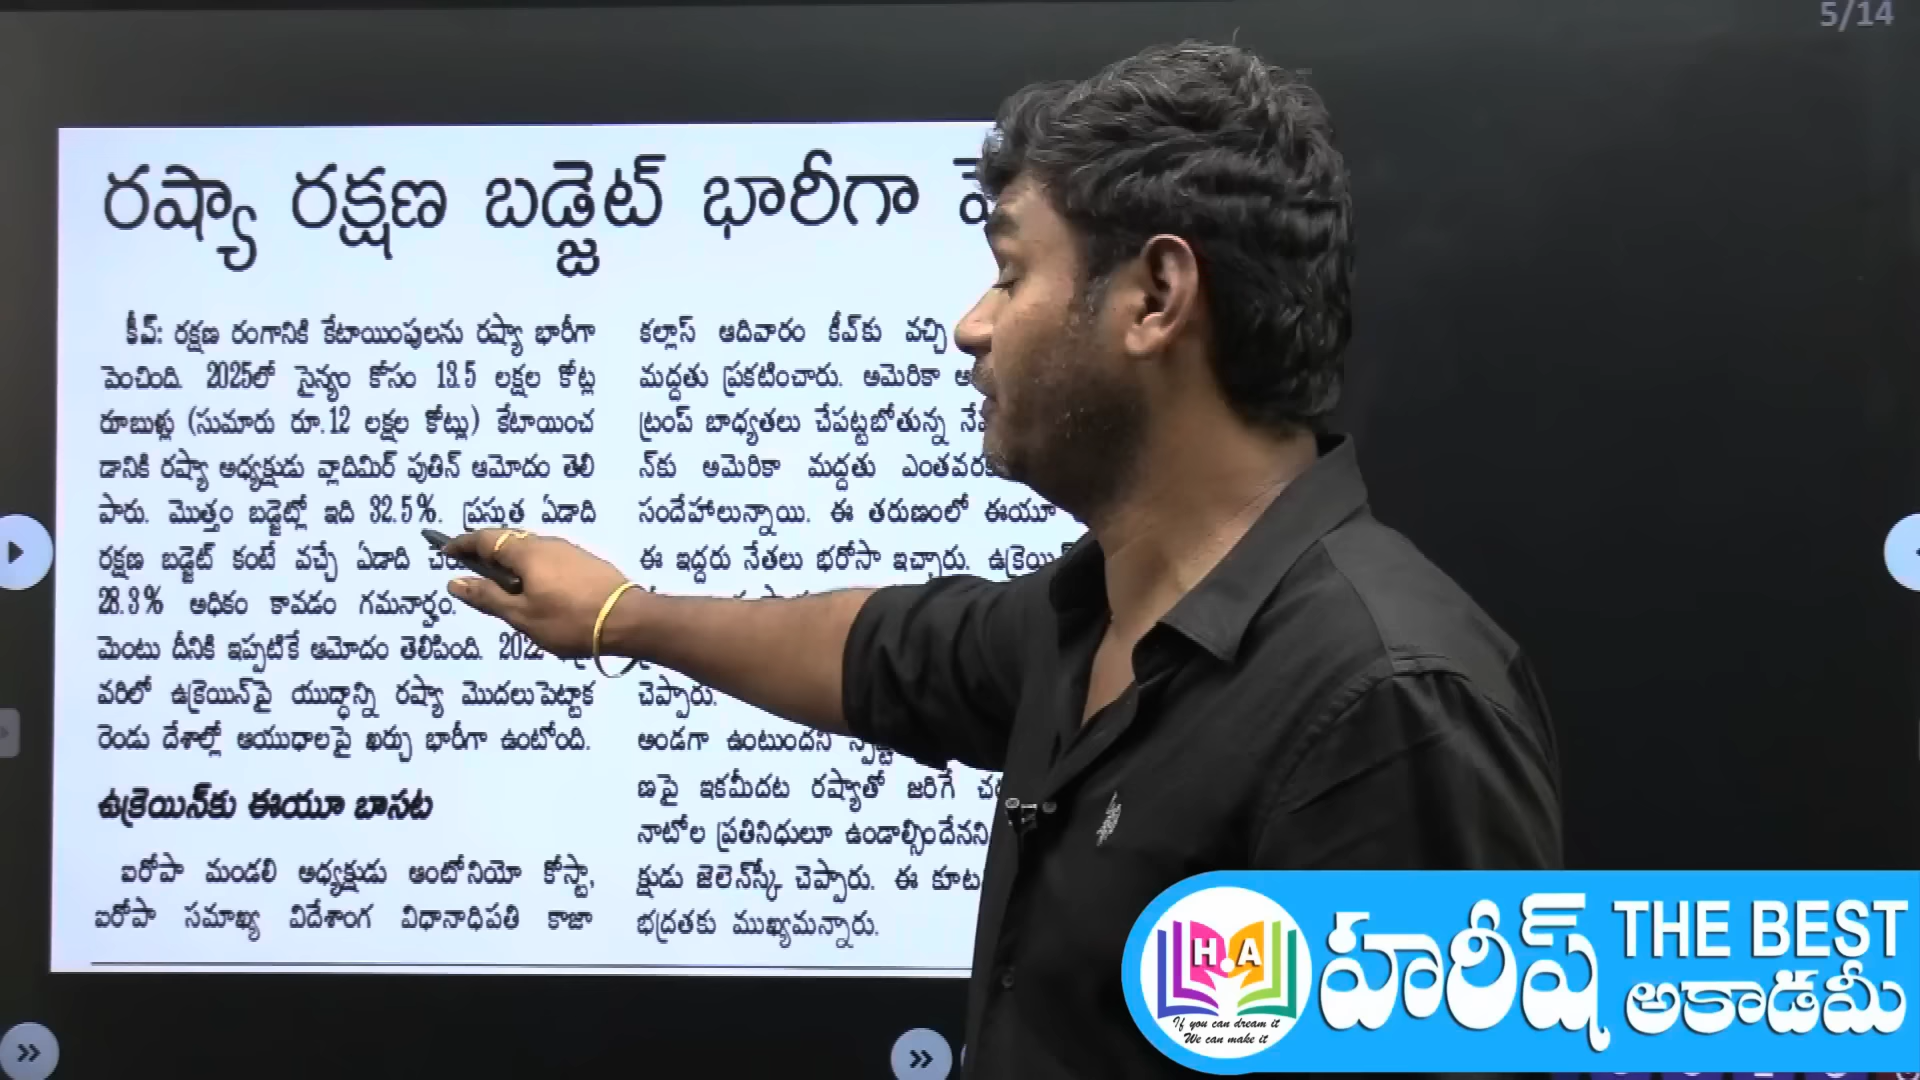 5/14
రష్యా రక్షణ బడ్జెట్ భారీగా
కీవ్: రక్షణ రంగానికి కేటాయింపులను రష్యా భారీగా
పెంచింది. 2025లో సైన్యం కోసం 13.5 లక్షల కోట్ల
రూబుళ్లు (సుమారు రూ.12 లక్షల కోట్లు) కేటాయించ
డానికి రష్యా అధ్యక్షుడు వ్లాదిమిర్ పుతిన్ ఆమోదం తెలి
పారు. మొత్తం బడ్జెట్లో ఇది 32.5%. ప్రస్తుత ఏడాది
రక్షణ బడ్జెట్ కంటే వచ్చే ఏడాది
28.3% అధికం కావడం గమనార్హం.
మెంటు దీనికి ఇప్పటికే ఆమోదం తెలిపింది.
వరిలో ఉక్రెయిన్‌పై యుద్ధాన్ని రష్యా మొదలుపెట్టాక
రెండు దేశాల్లో ఆయుధాలపై ఖర్చు భారీగా ఉంటోంది.
ఉక్రెయిన్‌కు ఈయూ బాసట
ఐరోపా మండలి అధ్యక్షుడు ఆంటోనియో కోస్టా,
ఐరోపా సమాఖ్య విదేశాంగ విధానాధిపతి కాజా
కల్లాస్ ఆదివారం కీవ్‌కు వచ్చి
మద్దతు ప్రకటించారు. అమెరికా
ట్రంప్ బాధ్యతలు చేపట్టబోతున్న
న్‌కు అమెరికా మద్దతు
సందేహాలున్నాయి. ఈ తరుణంలో ఈయూ
ఈ ఇద్దరు నేతలు భరోసా ఇచ్చారు.
చెప్పారు.
అండగా ఉంటుందని
ణపై ఇకమీదట రష్యాతో జరిగే
నాటోల ప్రతినిధులూ ఉండాల్సిందేనని
క్షుడు జెలెన్‌స్కీ చెప్పారు. ఈ
భద్రతకు ముఖ్యమన్నారు.
H.A
If you can dream it
We can make it
హరీష్
THE BEST
అకాడమీ